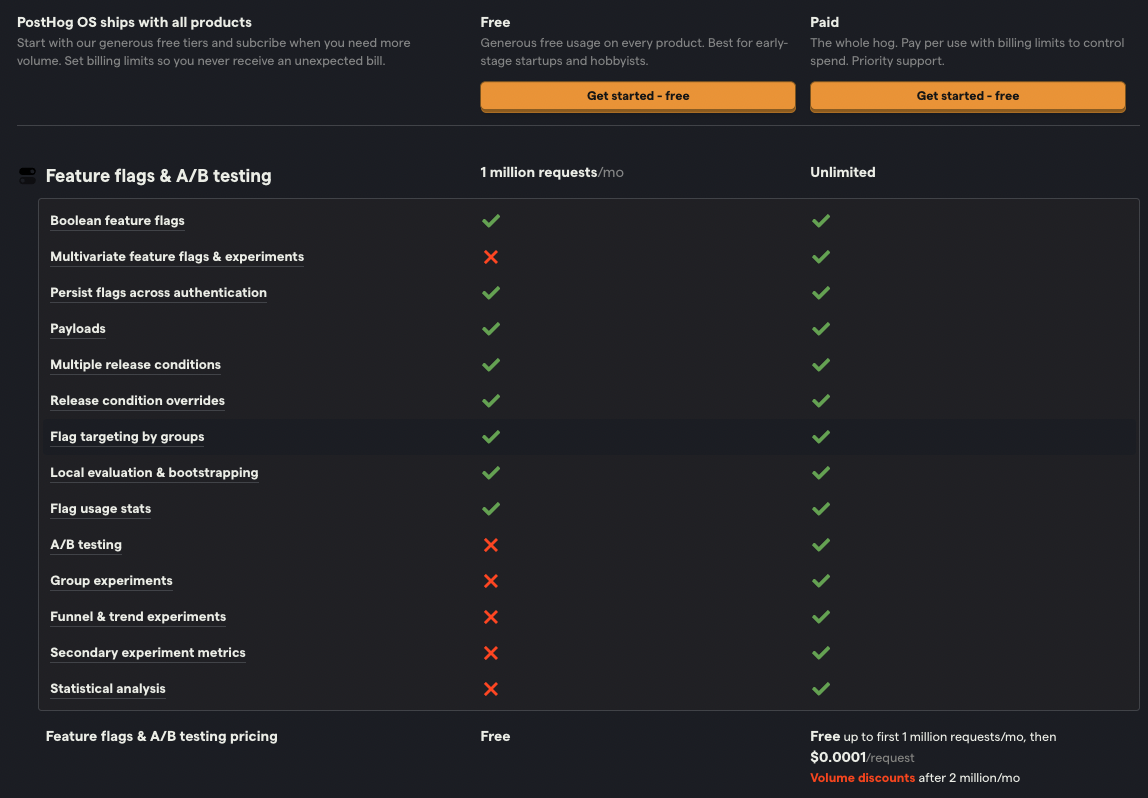 PostHog OS ships with all products
Start with our generous free tiers and subcribe when you need more
volume. Set billing limits so you never receive an unexpected bill.
Free
Generous free usage on every product. Best for early-
stage startups and hobbyists.
Get started - free
Paid
The whole hog. Pay per use with billing limits to control
spend. Priority support.
Get started - free
Feature flags & A/B testing
1 million requests/mo
Unlimited
Boolean feature flags
Multivariate feature flags & experiments
Persist flags across authentication
Payloads
Multiple release conditions
Release condition overrides
Flag targeting by groups
Local evaluation & bootstrapping
Flag usage stats
A/B testing
Group experiments
Funnel & trend experiments
Secondary experiment metrics
Statistical analysis
Feature flags & A/B testing pricing
Free
Free up to first 1 million requests/mo, then
$0.0001/request
Volume discounts after 2 million/mo